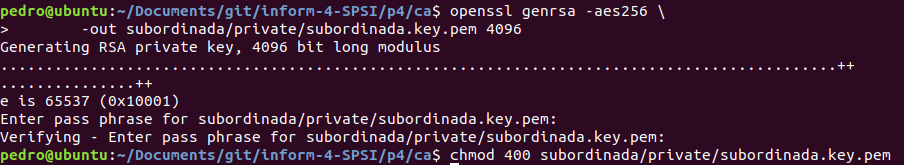 pedro@ubuntu:~/Documents/git/inform-4-SPSI/p4/ca$ openssl genrsa -aes256 \
>        -out subordinada/private/subordinada.key.pem 4096
Generating RSA private key, 4096 bit long modulus
..............................................................................................++
...............++
e is 65537 (0x10001)
Enter pass phrase for subordinada/private/subordinada.key.pem:
Verifying - Enter pass phrase for subordinada/private/subordinada.key.pem:
pedro@ubuntu:~/Documents/git/inform-4-SPSI/p4/ca$ chmod 400 subordinada/private/subordinada.key.pem